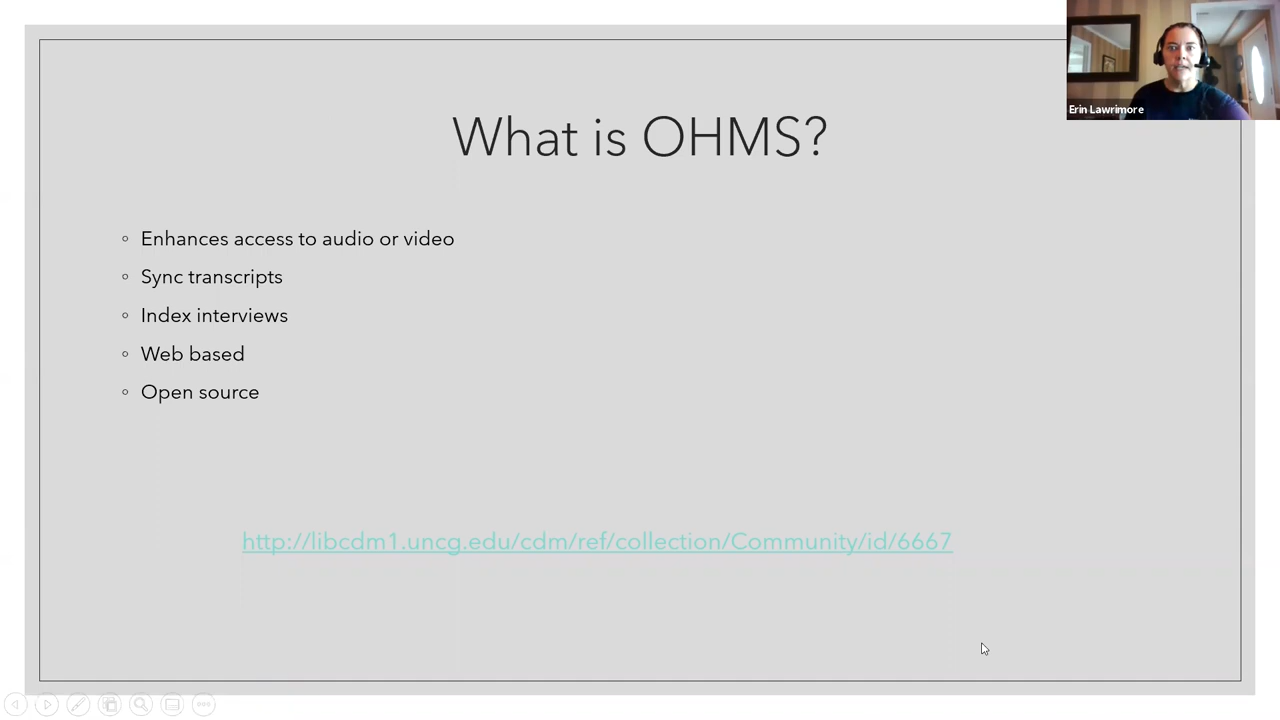 Erin Lawrimore
What is OHMS?
Enhances access to audio or video
Sync transcripts
Index interviews
Web based
Open source
http://libcdm1.uncg.edu/cdm/ref/collection/Community/id/6667